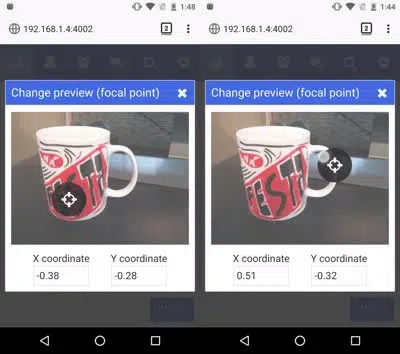 1:48
192.168.1.4:4002
2
Change preview (focal point)
X coordinate Y coordinate
-0.38 -0.28
1:44
192.168.1.4:4002
2
Change preview (focal point)
X coordinate Y coordinate
0.51 -0.32